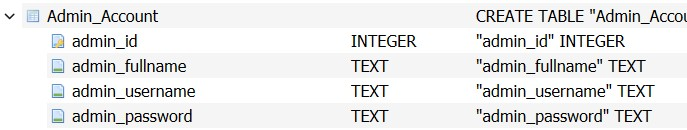 Admin_Account CREATE TABLE "Admin_Accou
admin_id INTEGER "admin_id" INTEGER
admin_fullname TEXT "admin_fullname" TEXT
admin_username TEXT "admin_username" TEXT
admin_password TEXT "admin_password" TEXT